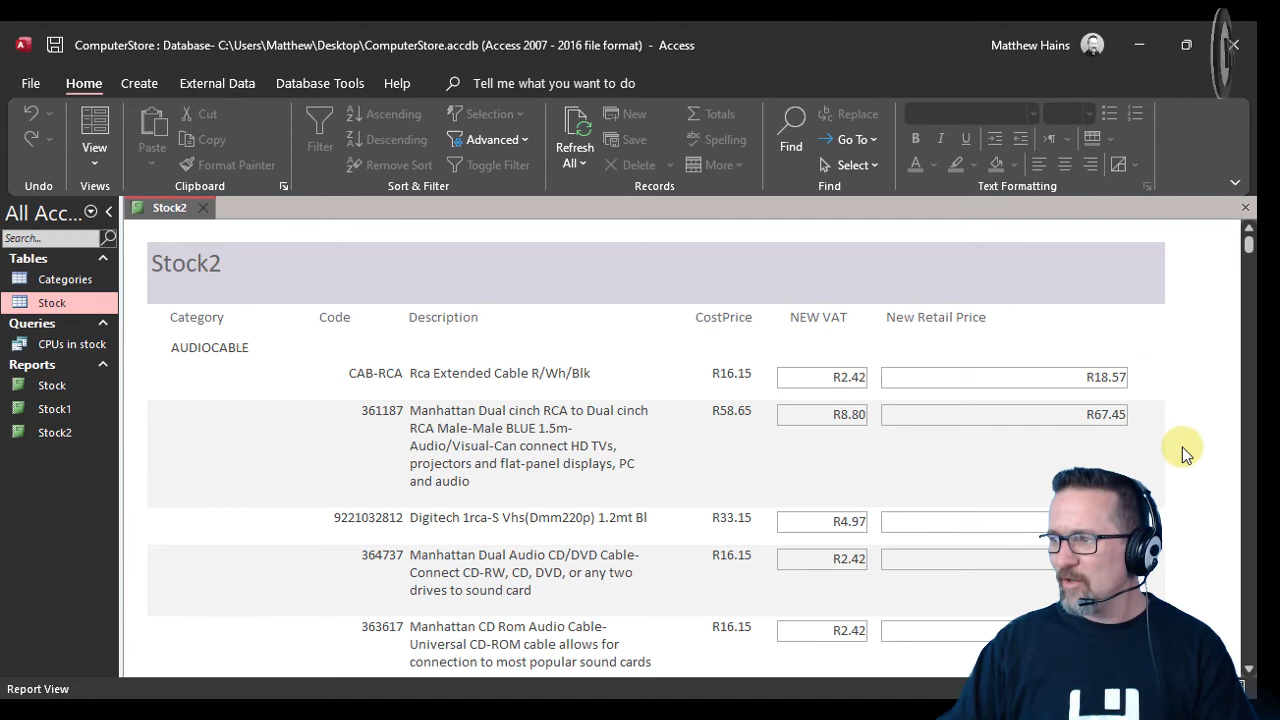 ComputerStore : Database- C:\Users\Matthew\Desktop\ComputerStore.accdb (Access 2007 - 2016 file format) - Access
Matthew Hains
File Home Create External Data Database Tools Help Tell me what you want to do
Undo
View
Views
Paste
Cut
Copy
Format Painter
Clipboard
Filter
Ascending
Descending
Remove Sort
Selection
Advanced
Toggle Filter
Sort & Filter
Refresh
All
New
Save
Delete
Totals
Spelling
More
Records
Find
Replace
Go To
Select
Find
B I U
A
Text Formatting
All Ac...
Search...
Tables
Categories
Stock
Queries
CPUs in stock
Reports
Stock
Stock1
Stock2
Stock2
Stock2
Category Code Description CostPrice NEW VAT New Retail Price
AUDIOCABLE
CAB-RCA Rca Extended Cable R/Wh/Blk R16.15 R2.42 R18.57
361187 Manhattan Dual cinch RCA to Dual cinch R58.65 R8.80 R67.45
RCA Male-Male BLUE 1.5m-
Audio/Visual-Can connect HD TVs,
projectors and flat-panel displays, PC
and audio
9221032812 Digitech 1rca-S Vhs(Dmm220p) 1.2mt Bl R33.15 R4.97
364737 Manhattan Dual Audio CD/DVD Cable- R16.15 R2.42
Connect CD-RW, CD, DVD, or any two
drives to sound card
363617 Manhattan CD Rom Audio Cable- R16.15 R2.42
Universal CD-ROM cable allows for
connection to most popular sound cards
Report View